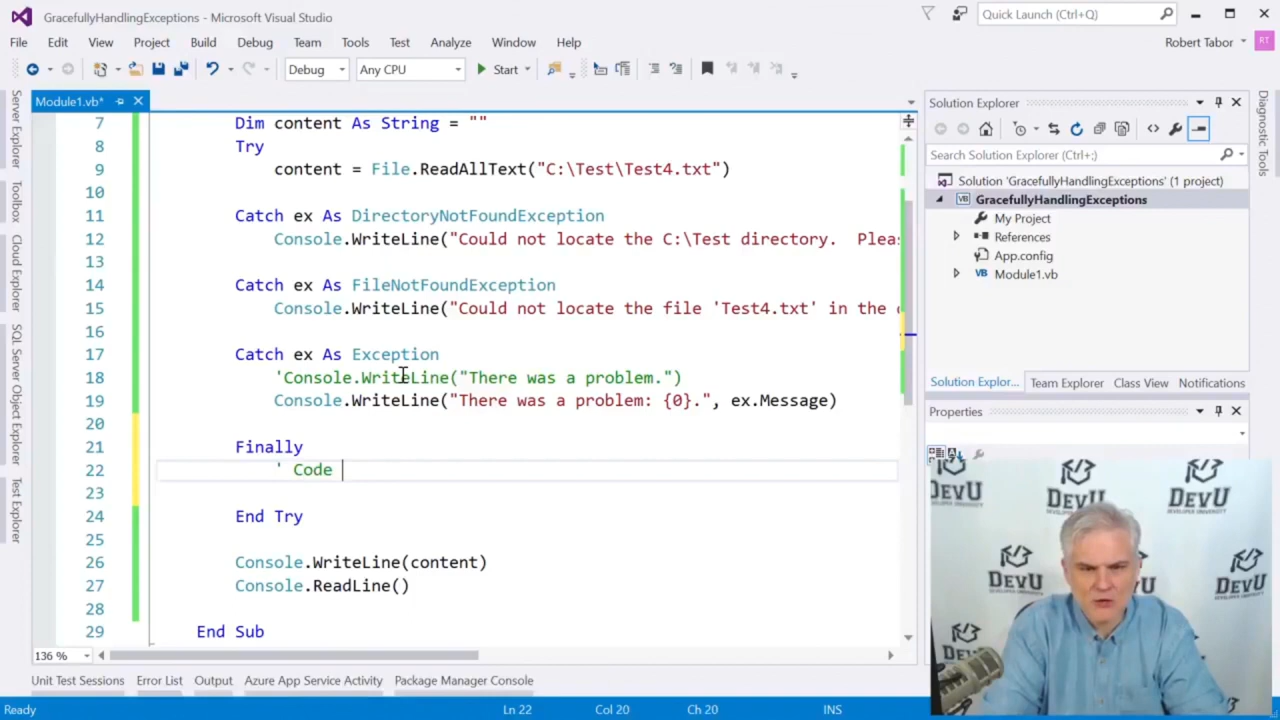 GracefullyHandlingExceptions - Microsoft Visual Studio
Quick Launch (Ctrl+Q)
File Edit View Project Build Debug Team Tools Test Analyze Window Help
Robert Tabor RT
Debug Any CPU Start
Module1.vb*
Server Explorer
Toolbox
Cloud Explorer
SQL Server Object Explorer
Test Explorer
7 Dim content As String = ""
8 Try
9 content = File.ReadAllText("C:\Test\Test4.txt")
10
11 Catch ex As DirectoryNotFoundException
12 Console.WriteLine("Could not locate the C:\Test directory.  Plea
13
14 Catch ex As FileNotFoundException
15 Console.WriteLine("Could not locate the file 'Test4.txt' in the
16
17 Catch ex As Exception
18 'Console.WriteLine("There was a problem.")
19 Console.WriteLine("There was a problem: {0}.", ex.Message)
20
21 Finally
22 ' Code
23
24 End Try
25
26 Console.WriteLine(content)
27 Console.ReadLine()
28
29 End Sub
136 %
Solution Explorer
Search Solution Explorer (Ctrl+;)
Solution 'GracefullyHandlingExceptions' (1 project)
GracefullyHandlingExceptions
My Project
References
App.config
Module1.vb
Solution Explor... Team Explorer Class View Notifications
Properties
Diagnostic Tools
DevU DevU DevU
DEVELOPER UNIVERSITY
DevU DevU
Unit Test Sessions Error List Output Azure App Service Activity Package Manager Console
Ready Ln 22 Col 20 Ch 20 INS